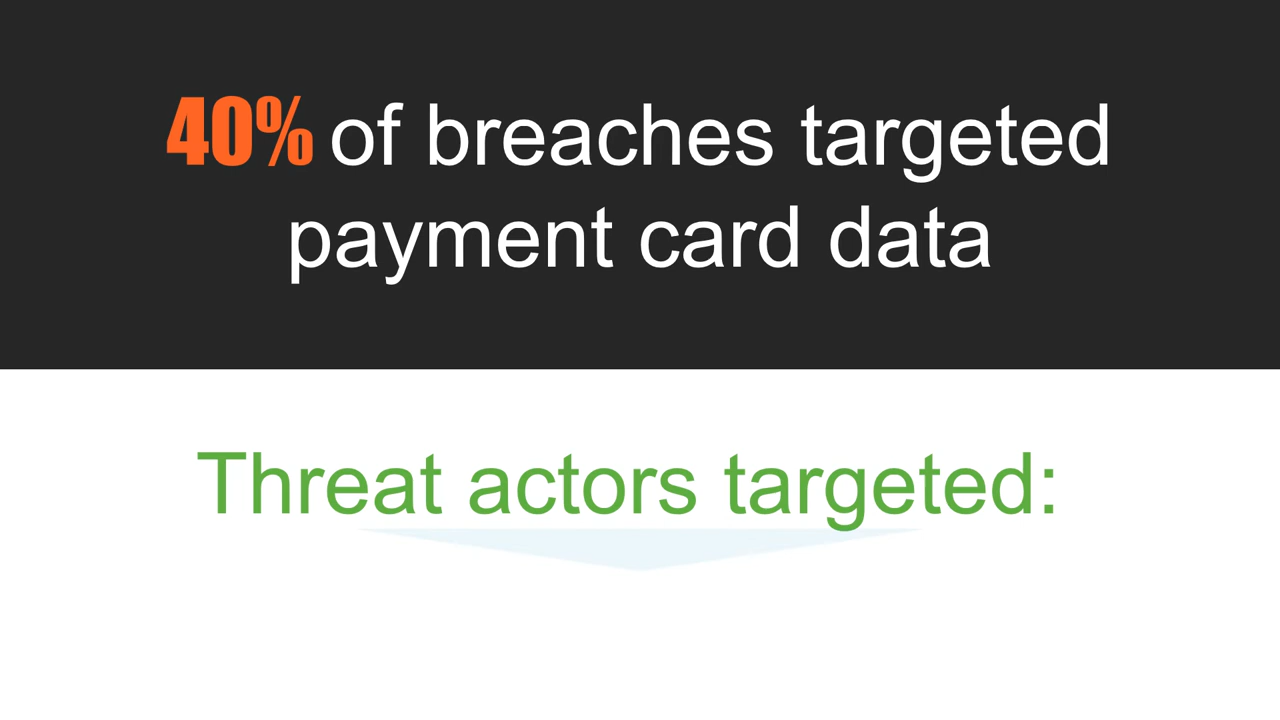 40% of breaches targeted
payment card data
Threat actors targeted: